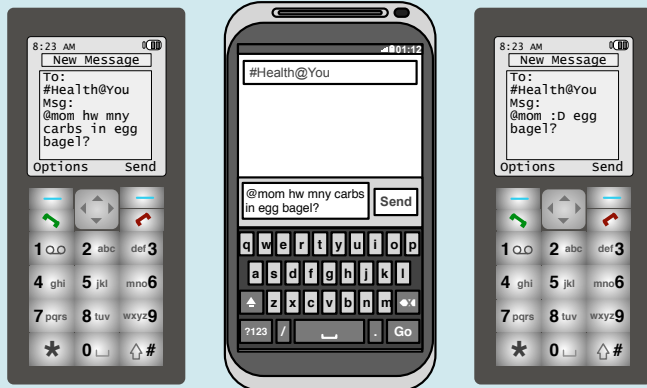 8:23 AM
New Message
To:
#Health@You
Msg:
@mom hw mny
carbs in egg
bagel?
Options Send
1 2 abc def 3
4 ghi 5 jkl mno 6
7 pqrs 8 tuv wxyz 9
* 0 #
01:12
#Health@You
@mom hw mny carbs
in egg bagel?
Send
q w e r t y u i o p
a s d f g h j k l
z x c v b n m
?123 / . Go
8:23 AM
New Message
To:
#Health@You
Msg:
@mom :D egg
bagel?
Options Send
1 2 abc def 3
4 ghi 5 jkl mno 6
7 pqrs 8 tuv wxyz 9
* 0 #